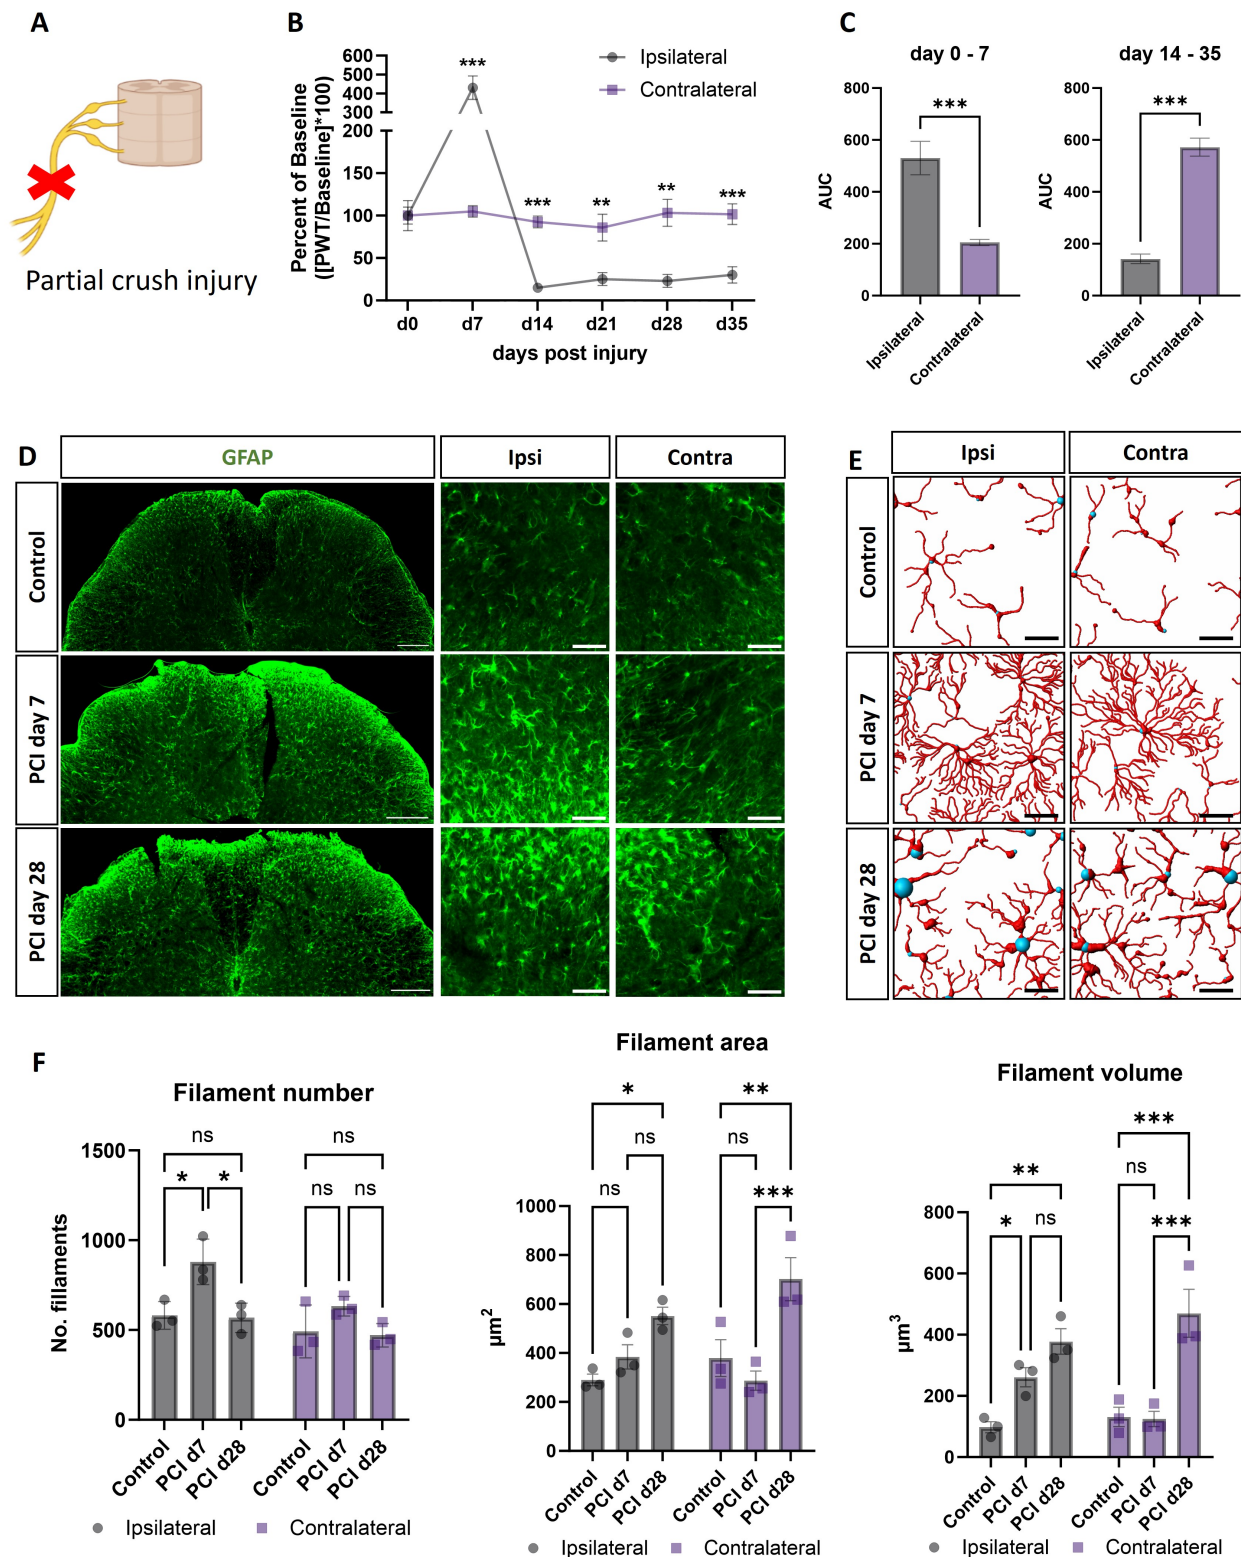 A
Partial crush injury
B
Percent of Baseline
([PWT/Baseline]*100)
600
500
400
300
200
150
100
50
0
***
***
**
**
***
Ipsilateral
Contralateral
d0
d7
d14
d21
d28
d35
days post injury
C
day 0 - 7
AUC
800
600
400
200
0
***
Ipsilateral
Contralateral
day 14 - 35
AUC
800
600
400
200
0
***
Ipsilateral
Contralateral
D
GFAP
Ipsi
Contra
Control
PCI day 7
PCI day 28
E
Ipsi
Contra
Control
PCI day 7
PCI day 28
F
Filament number
No. filaments
1500
1000
500
0
ns
*
*
ns
ns
ns
Control
PCI d7
PCI d28
Control
PCI d7
PCI d28
Ipsilateral
Contralateral
Filament area
µm²
1000
800
600
400
200
0
*
ns
ns
**
ns
***
Control
PCI d7
PCI d28
Control
PCI d7
PCI d28
Ipsilateral
Contralateral
Filament volume
µm³
800
600
400
200
0
**
*
ns
***
ns
***
Control
PCI d7
PCI d28
Control
PCI d7
PCI d28
Ipsilateral
Contralateral